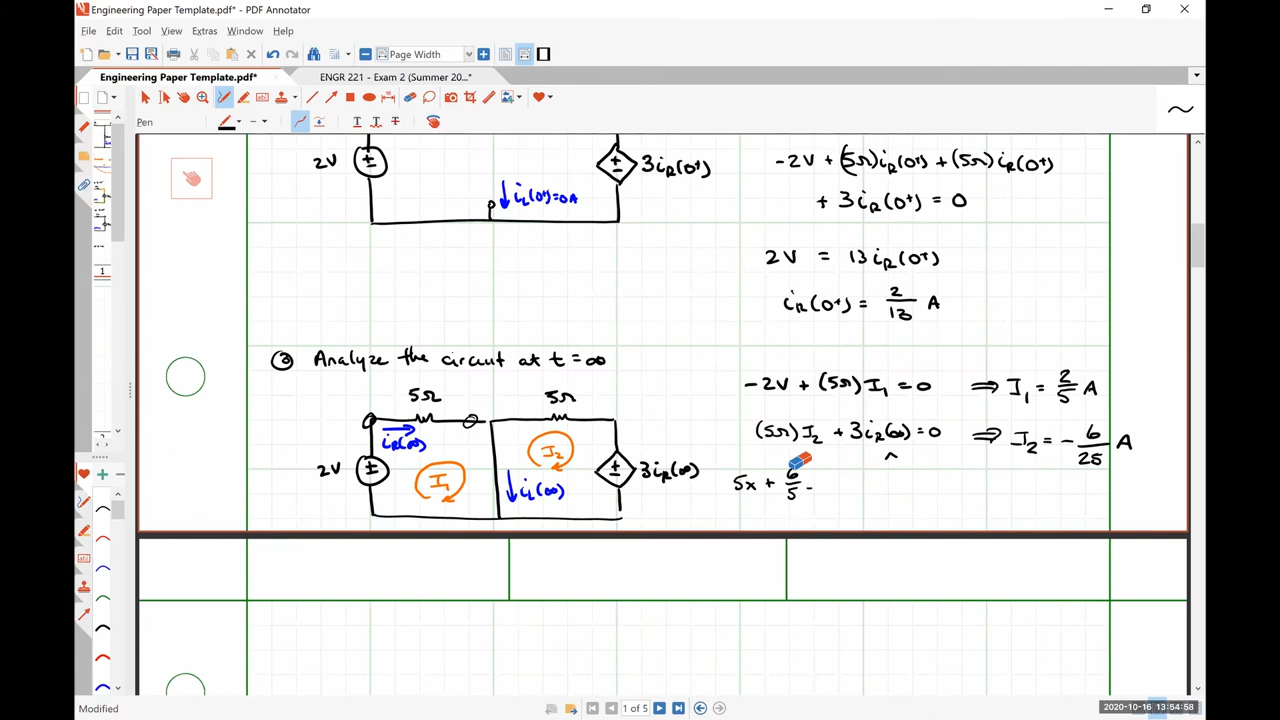 Engineering Paper Template.pdf* - PDF Annotator
File Edit Tool View Extras Window Help
Page Width
Engineering Paper Template.pdf*
ENGR 221 - Exam 2 (Summer 20...*
Pen
2V
3iR(0+)
iL(0+)=0A
-2V + (5Ω)iR(0+) + (5Ω)iR(0+)
+ 3iR(0+) = 0
2V = 13iR(0+)
iR(0+) = 2/13 A
③ Analyze the circuit at t=∞
5Ω
5Ω
iR(∞)
2V
I1
I2
iL(∞)
3iR(∞)
-2V + (5Ω)I1 = 0 ⇒ I1 = 2/5 A
(5Ω)I2 + 3iR(∞) = 0 ⇒ I2 = - 6/25 A
^
5x + 6/5 -
1
Modified
1 of 5
2020-10-16 13:54:58